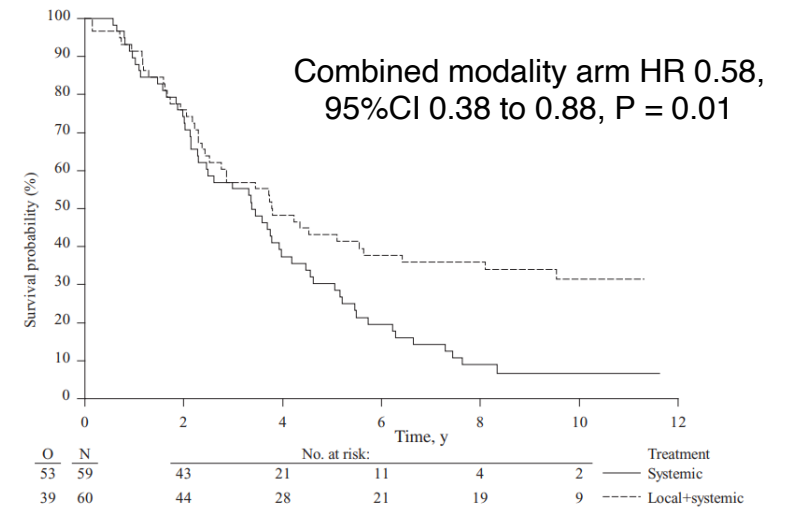 Combined modality arm HR 0.58,
95%CI 0.38 to 0.88, P = 0.01
Survival probability (%)
100
90
80
70
60
50
40
30
20
10
0
0 2 4 6 8 10 12
Time, y
O N No. at risk: Treatment
53 59 43 21 11 4 2 Systemic
39 60 44 28 21 19 9 Local+systemic